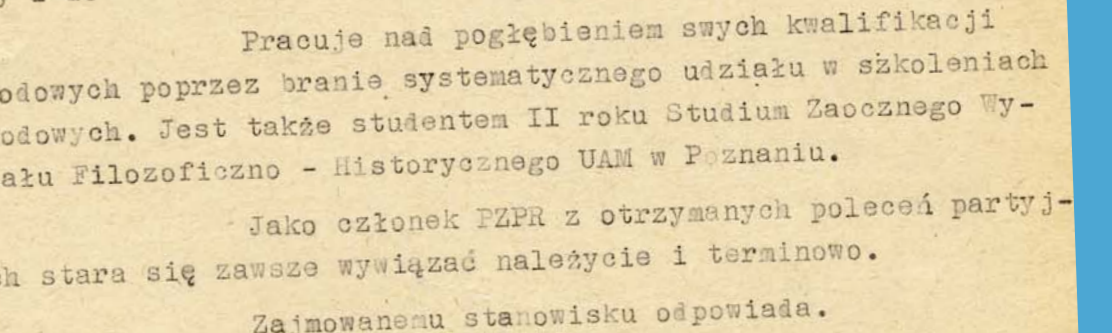 Pracuje nad pogłębieniem swych kwalifikacji
odowych poprzez branie systematycznego udziału w szkoleniach
odowych. Jest także studentem II roku Studium Zaocznego Wy-
ału Filozoficzno - Historycznego UAM w Poznaniu.
Jako członek PZPR z otrzymanych poleceń partyj-
ch stara się zawsze wywiązać należycie i terminowo.
Zajmowanemu stanowisku odpowiada.